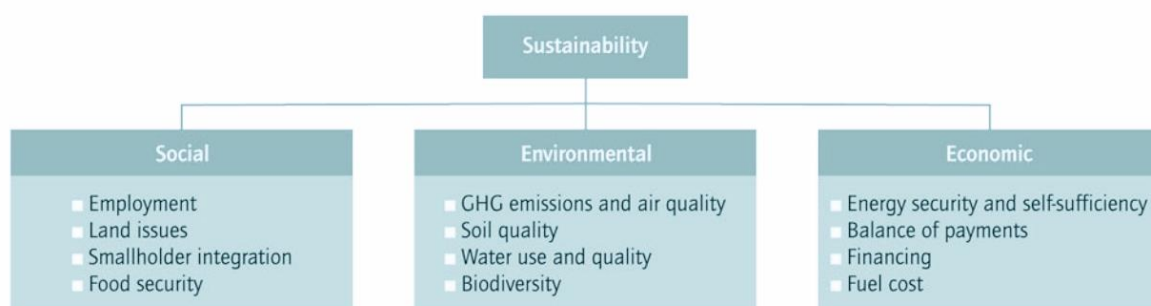 Sustainability
Social
Employment
Land issues
Smallholder integration
Food security
Environmental
GHG emissions and air quality
Soil quality
Water use and quality
Biodiversity
Economic
Energy security and self-sufficiency
Balance of payments
Financing
Fuel cost